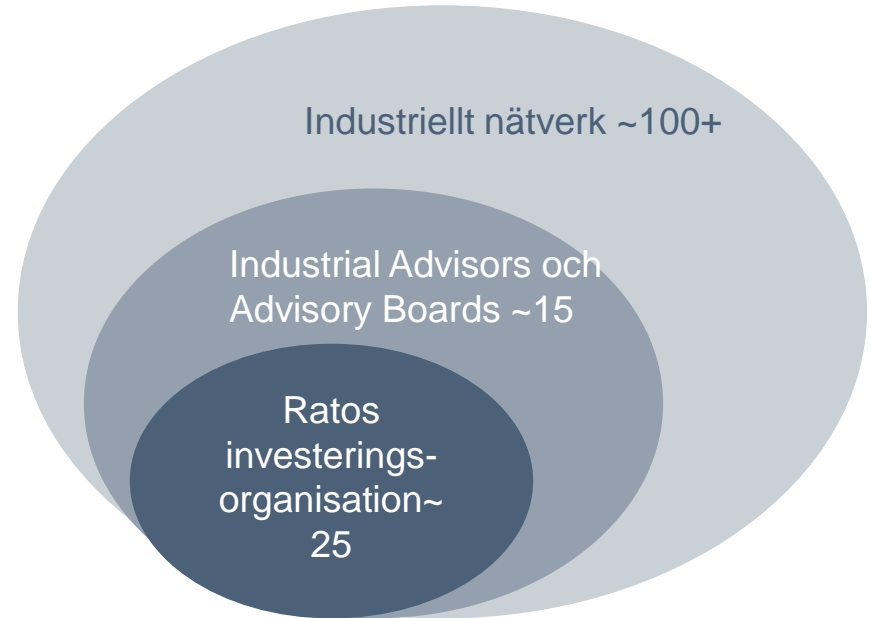 Industriellt nätverk ~100+
Industrial Advisors och
Advisory Boards ~15
Ratos
investerings-
organisation~
25